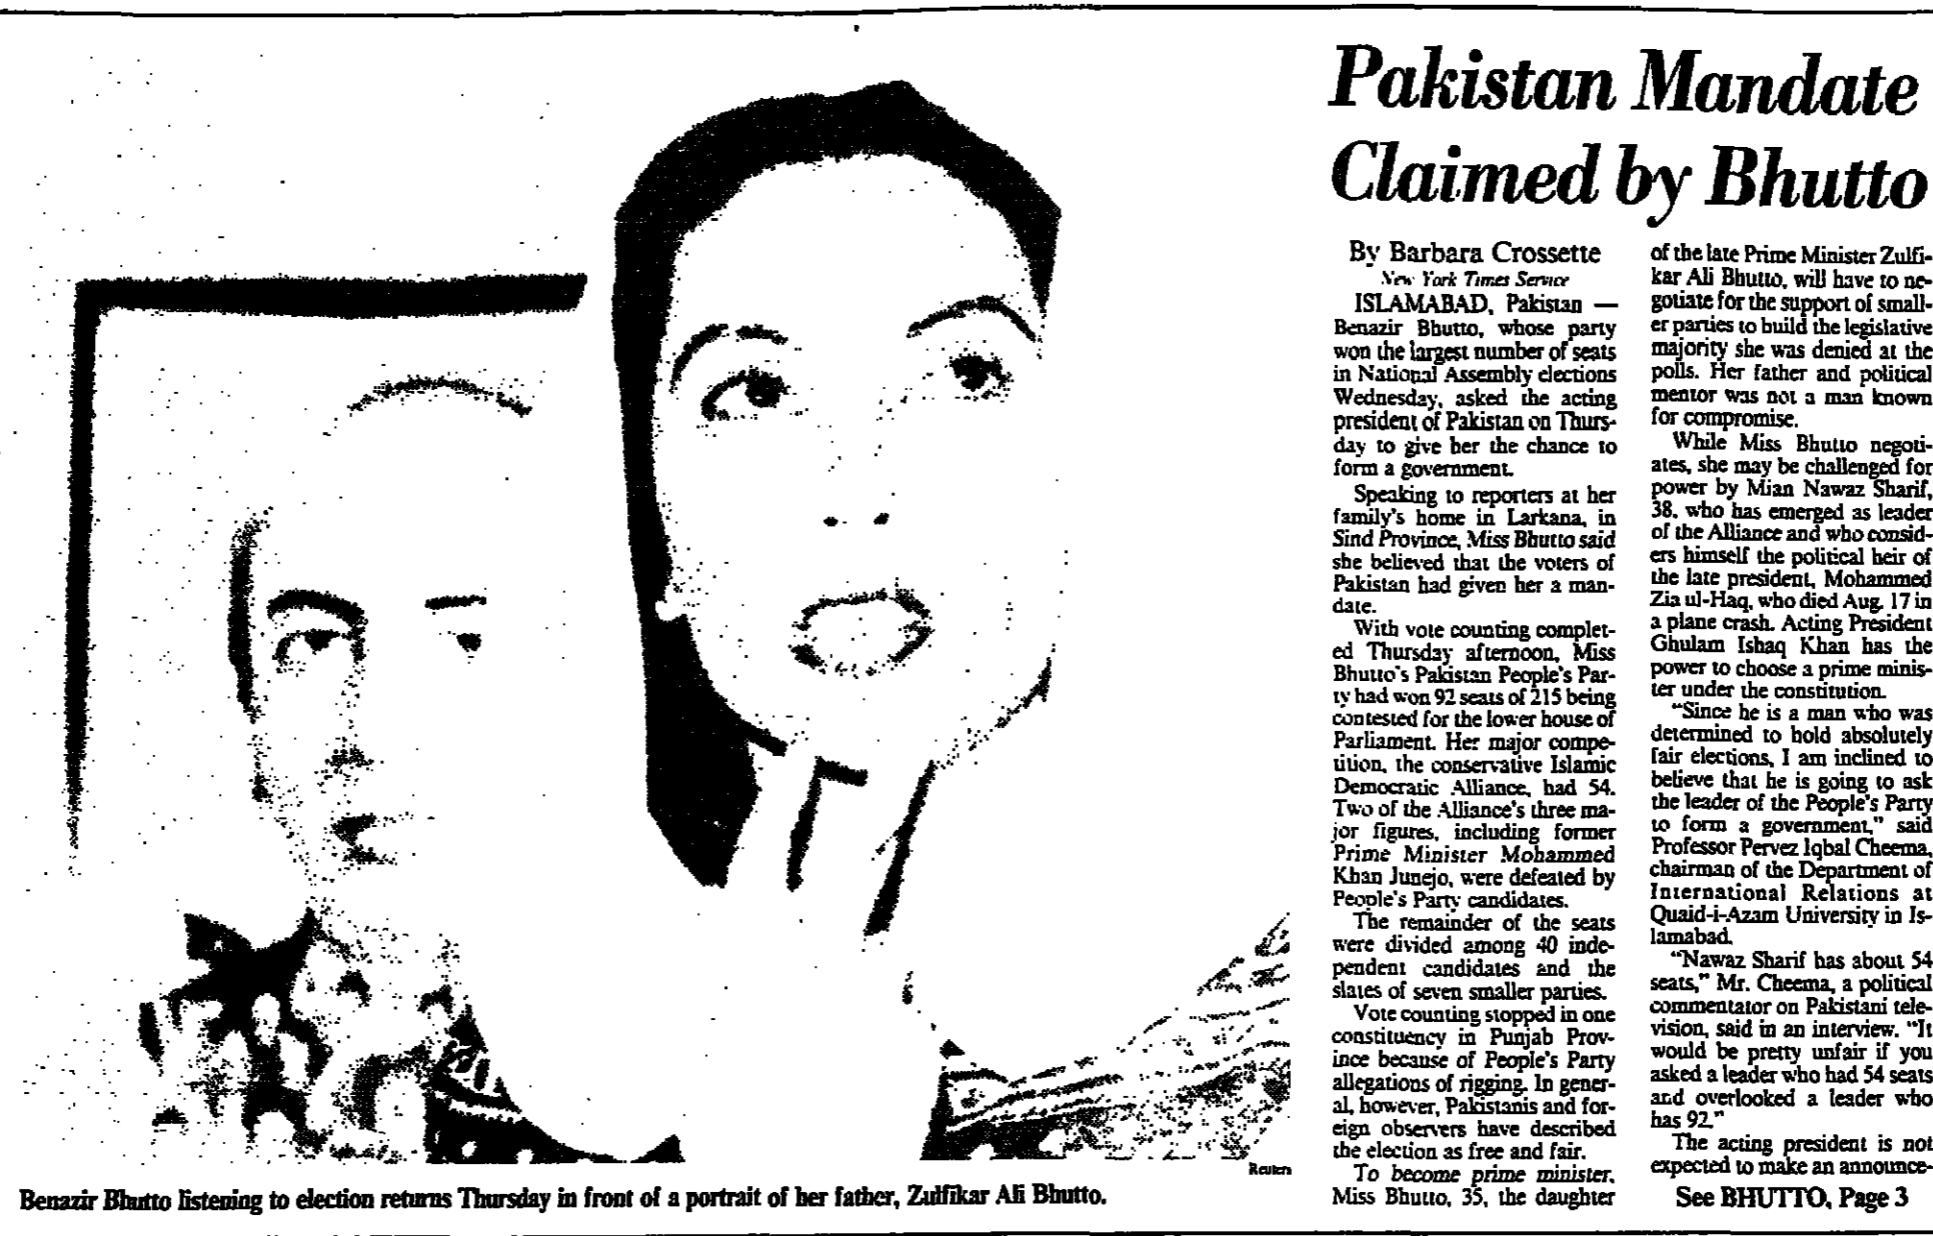 Pakistan Mandate
Claimed by Bhutto
By Barbara Crossette
New York Times Service
ISLAMABAD, Pakistan —
Benazir Bhutto, whose party
won the largest number of seats
in National Assembly elections
Wednesday, asked the acting
president of Pakistan on Thurs-
day to give her the chance to
form a government.
Speaking to reporters at her
family's home in Larkana, in
Sind Province, Miss Bhutto said
she believed that the voters of
Pakistan had given her a man-
date.
With vote counting complet-
ed Thursday afternoon, Miss
Bhutto's Pakistan People's Par-
ty had won 92 seats of 215 being
contested for the lower house of
Parliament. Her major compe-
tition, the conservative Islamic
Democratic Alliance, had 54.
Two of the Alliance's three ma-
jor figures, including former
Prime Minister Mohammed
Khan Junejo, were defeated by
People's Party candidates.
The remainder of the seats
were divided among 40 inde-
pendent candidates and the
slates of seven smaller parties.
Vote counting stopped in one
constituency in Punjab Prov-
ince because of People's Party
allegations of rigging. In gener-
al, however, Pakistanis and for-
eign observers have described
the election as free and fair.
To become prime minister,
Miss Bhutto, 35, the daughter
of the late Prime Minister Zulfi-
kar Ali Bhutto, will have to ne-
gotiate for the support of small-
er parties to build the legislative
majority she was denied at the
polls. Her father and political
mentor was not a man known
for compromise.
While Miss Bhutto negoti-
ates, she may be challenged for
power by Mian Nawaz Sharif,
38, who has emerged as leader
of the Alliance and who consid-
ers himself the political heir of
the late president, Mohammed
Zia ul-Haq, who died Aug. 17 in
a plane crash. Acting President
Ghulam Ishaq Khan has the
power to choose a prime minis-
ter under the constitution.
"Since he is a man who was
determined to hold absolutely
fair elections, I am inclined to
believe that he is going to ask
the leader of the People's Party
to form a government," said
Professor Pervez Iqbal Cheema,
chairman of the Department of
International Relations at
Quaid-i-Azam University in Is-
lamabad.
"Nawaz Sharif has about 54
seats," Mr. Cheema, a political
commentator on Pakistani tele-
vision, said in an interview. "It
would be pretty unfair if you
asked a leader who had 54 seats
and overlooked a leader who
has 92."
The acting president is not
expected to make an announce-
See BHUTTO, Page 3
Reuters
Benazir Bhutto listening to election returns Thursday in front of a portrait of her father, Zulfikar Ali Bhutto.